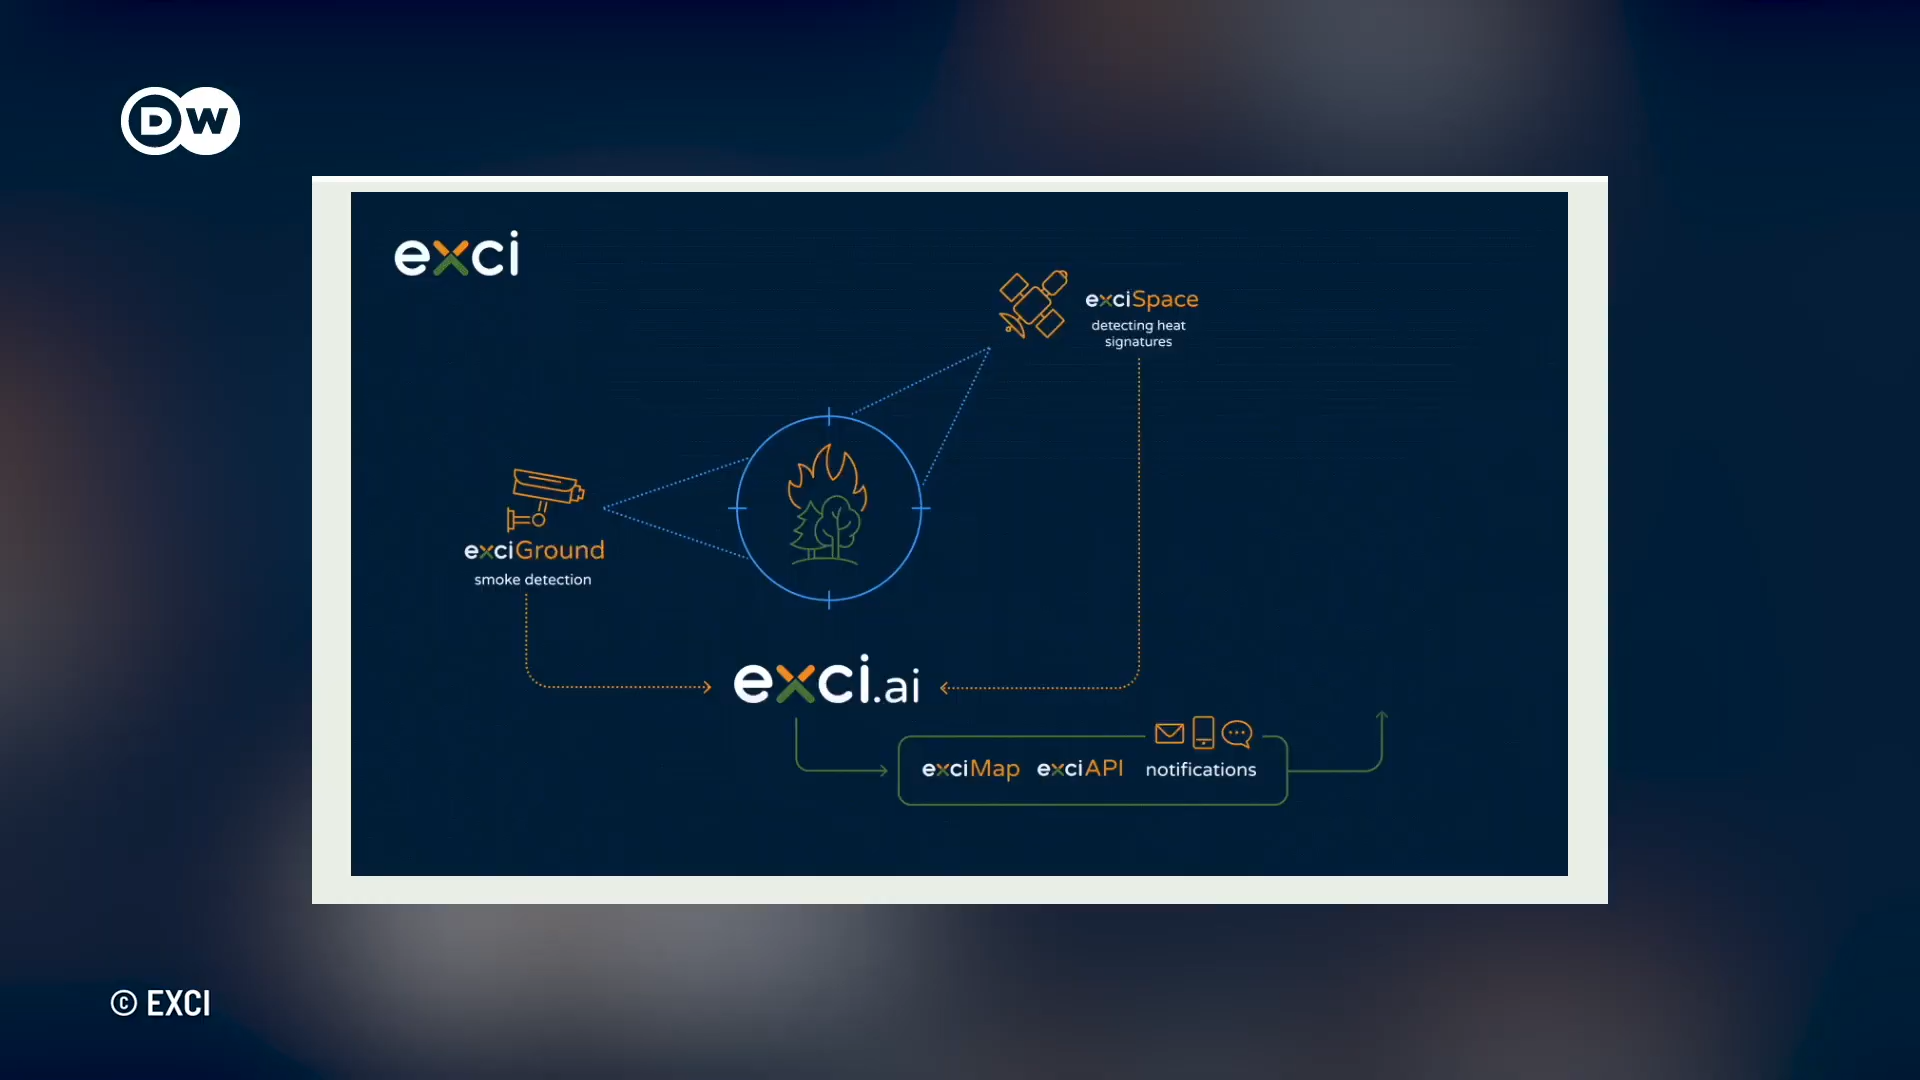 DW
exci
exciSpace
detecting heat
signatures
exciGround
smoke detection
exci.ai
exciMap exciAPI notifications
© EXCI